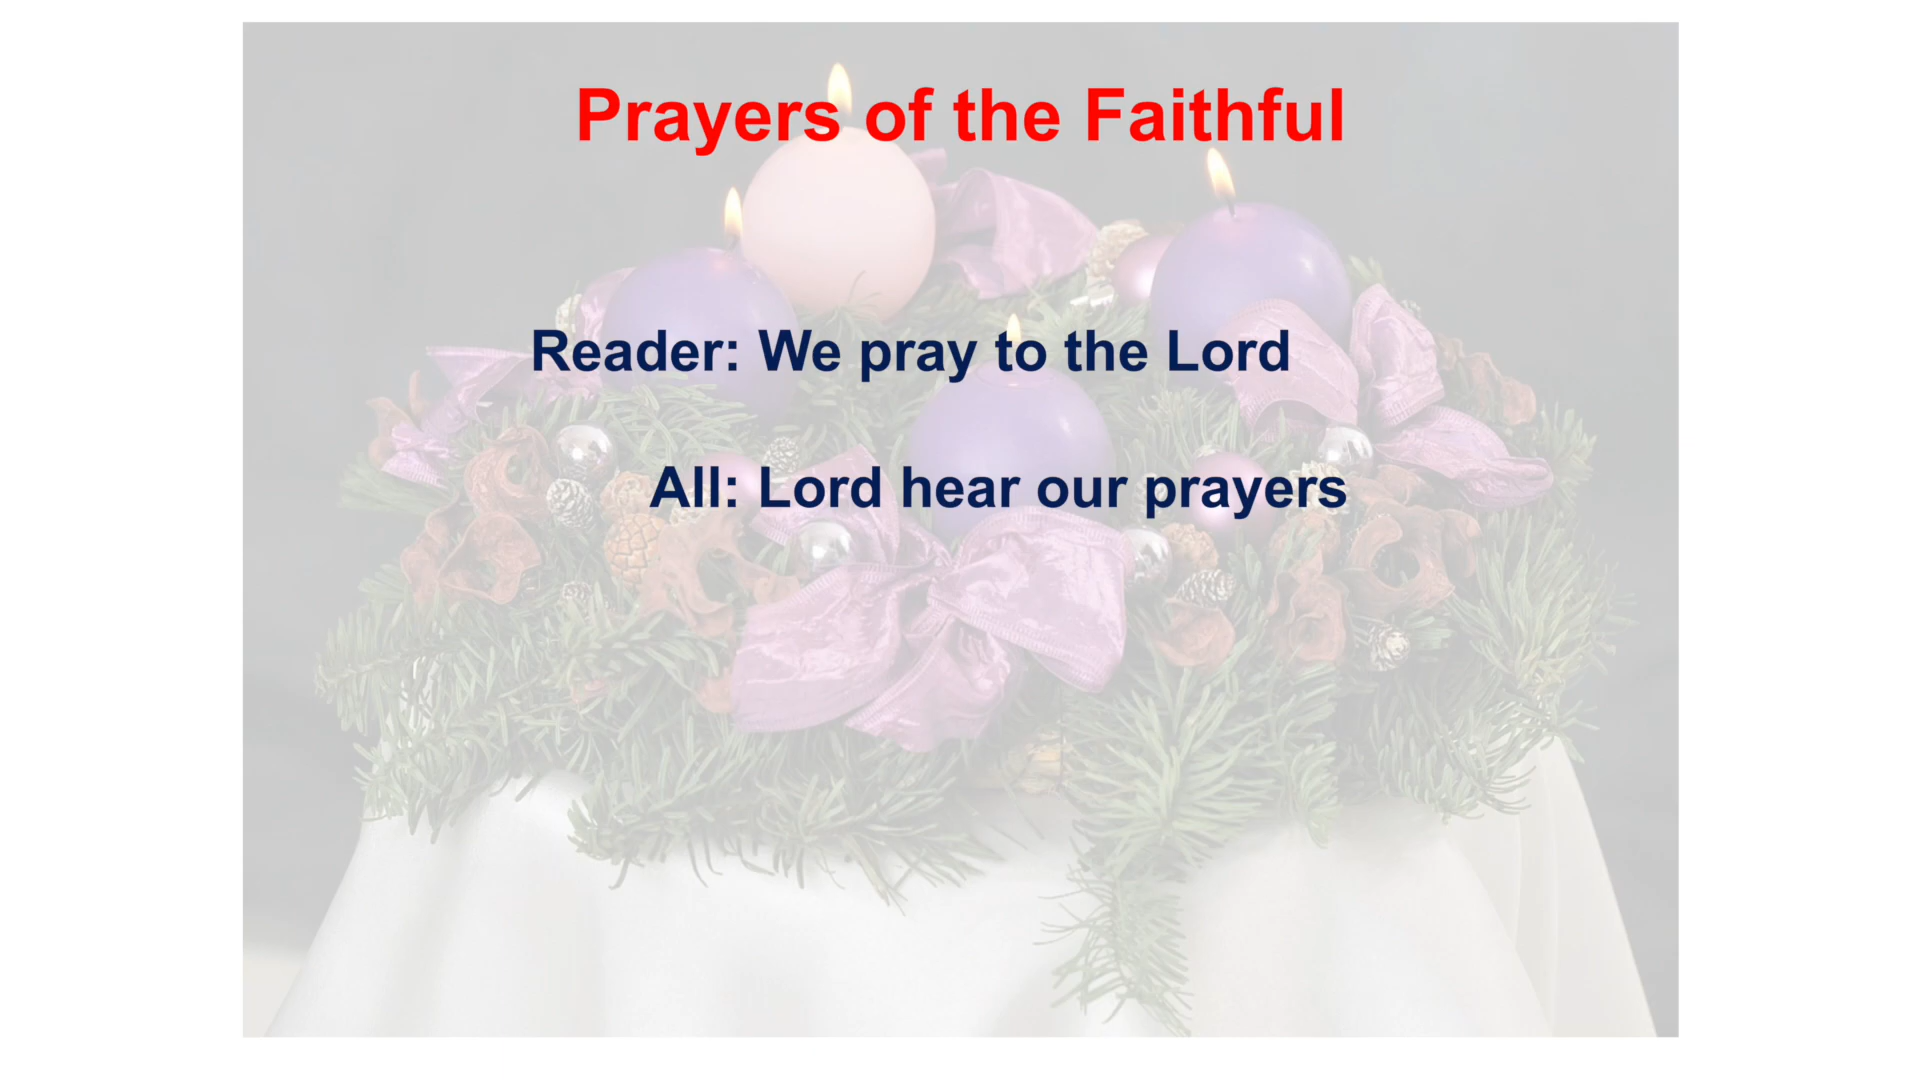 Prayers of the Faithful
Reader: We pray to the Lord
All: Lord hear our prayers